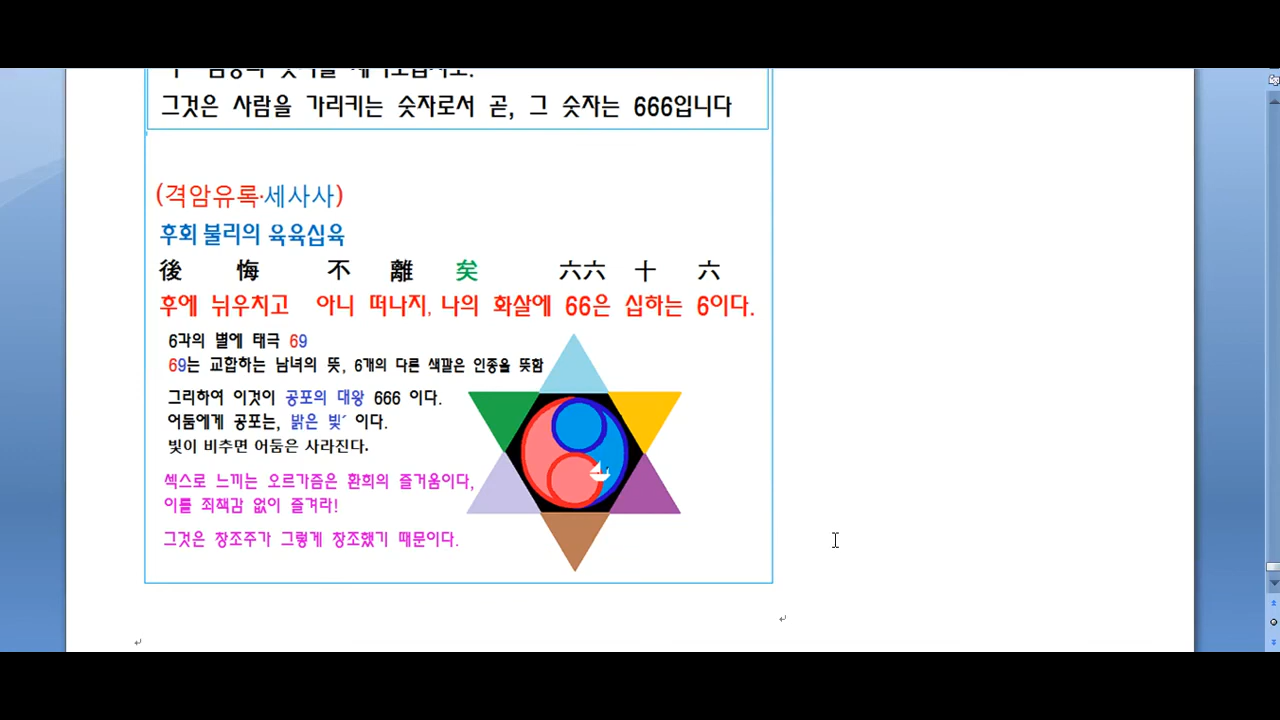 그것은 사람을 가리키는 숫자로서 곧, 그 숫자는 666입니다
(격암유록·세사사)
후회 불리의 육육십육
後 悔 不 離 矣 六六 十 六
후에 뉘우치고 아니 떠나지, 나의 화살에 66은 십하는 6이다.
6각의 별에 태극 69
69는 교합하는 남녀의 뜻, 6개의 다른 색깔은 인종을 뜻함
그리하여 이것이 공포의 대왕 666 이다.
어둠에게 공포는, 밝은 빛´ 이다.
빛이 비추면 어둠은 사라진다.
섹스로 느끼는 오르가즘은 환희의 즐거움이다,
이를 죄책감 없이 즐겨라!
그것은 창조주가 그렇게 창조했기 때문이다.